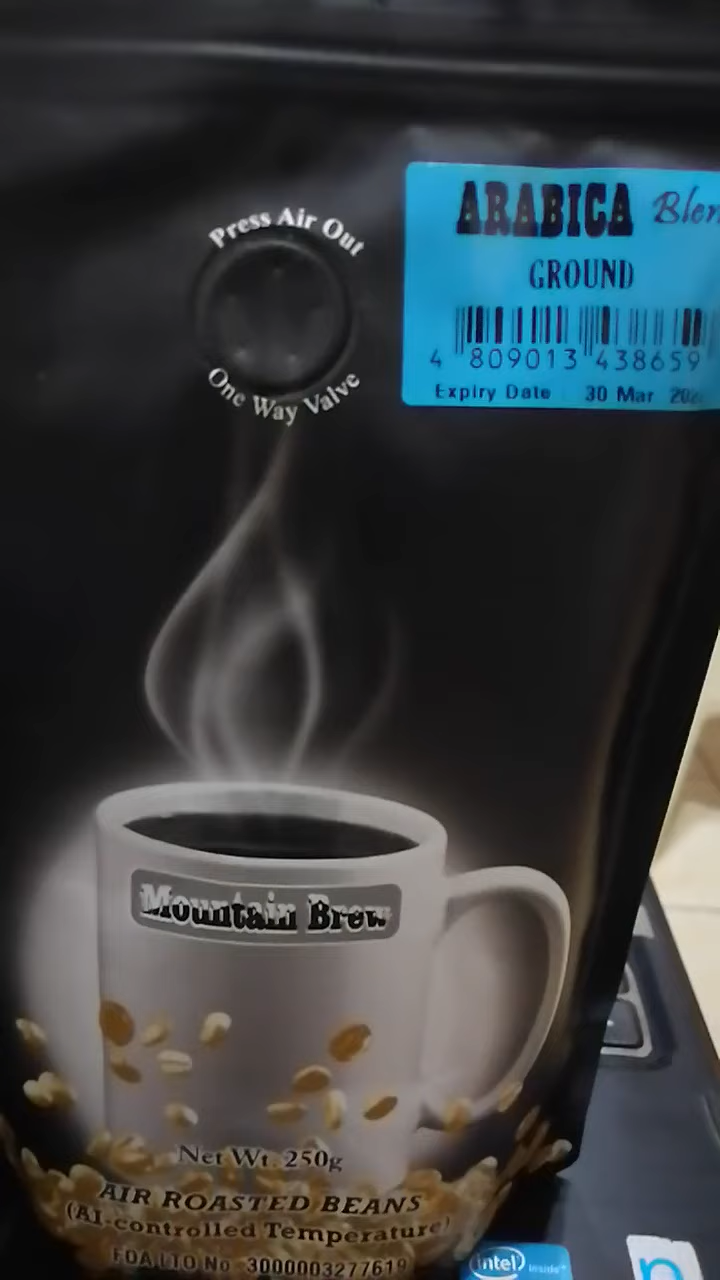 Press Air Out
One Way Valve
ARABICA
GROUND
4 809013 438659
Expiry Date 30 Mar
Mountain Brew
Net Wt. 250g
AIR ROASTED BEANS
(AI-controlled Temperature)
FDA LTO No 3000003277619
intel inside